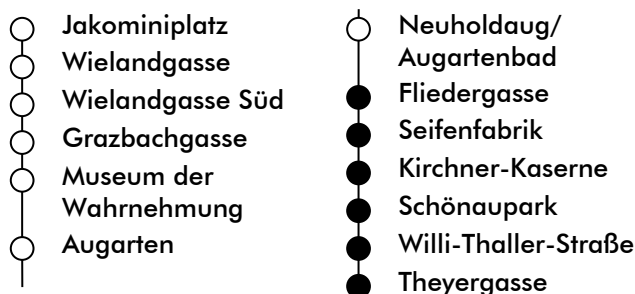 Jakominiplatz
Wielandgasse
Wielandgasse Süd
Grazbachgasse
Museum der
Wahrnehmung
Augarten
Neuholdaug/
Augartenbad
Fliedergasse
Seifenfabrik
Kirchner-Kaserne
Schönaupark
Willi-Thaller-Straße
Theyergasse